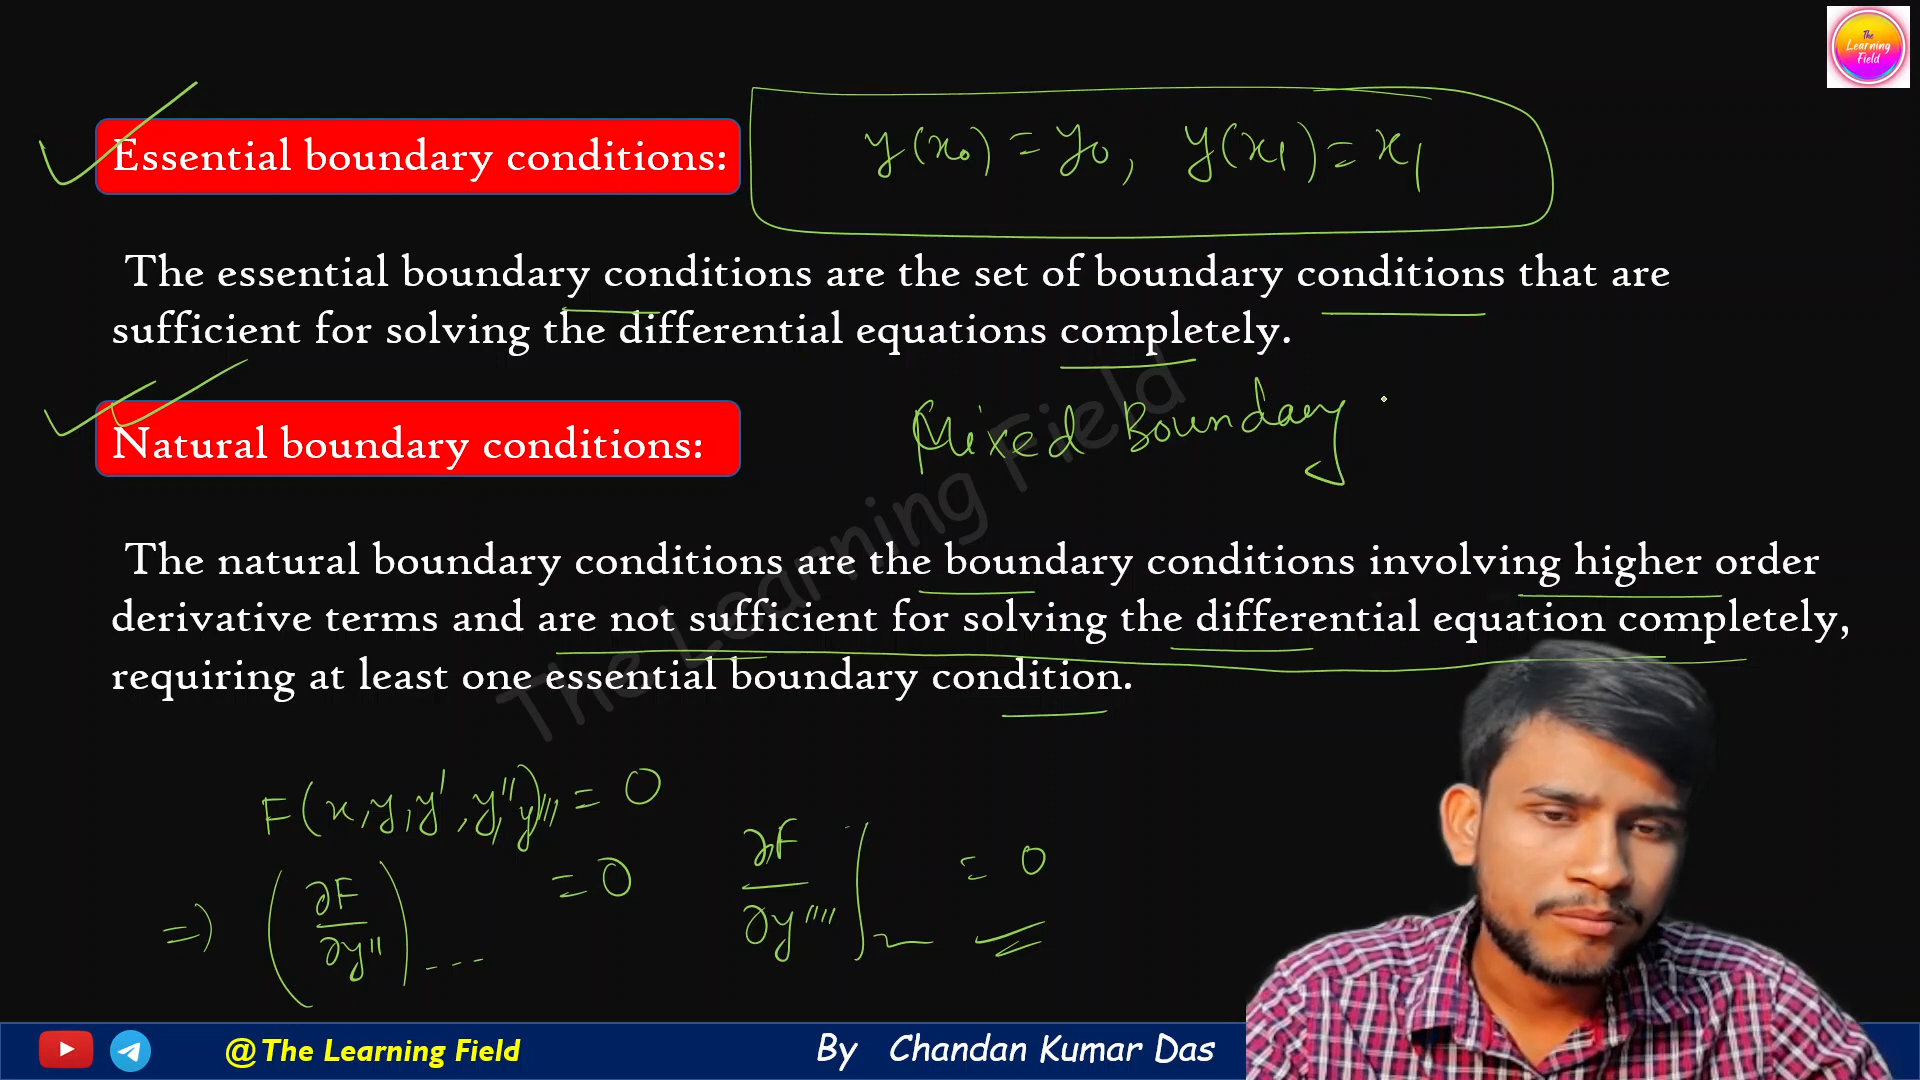 The
Learning
Field
Essential boundary conditions:
y(x₀) = y₀, y(x₁) = x₁
The essential boundary conditions are the set of boundary conditions that are
sufficient for solving the differential equations completely.
Mixed Boundary
Natural boundary conditions:
The Learning Field
The natural boundary conditions are the boundary conditions involving higher order
derivative terms and are not sufficient for solving the differential equation completely,
requiring at least one essential boundary condition.
F(x, y, y', y'', y''') = 0
⇒ (∂F/∂y'')--- = 0
∂F/∂y'''' = 0
@The Learning Field
By Chandan Kumar Das